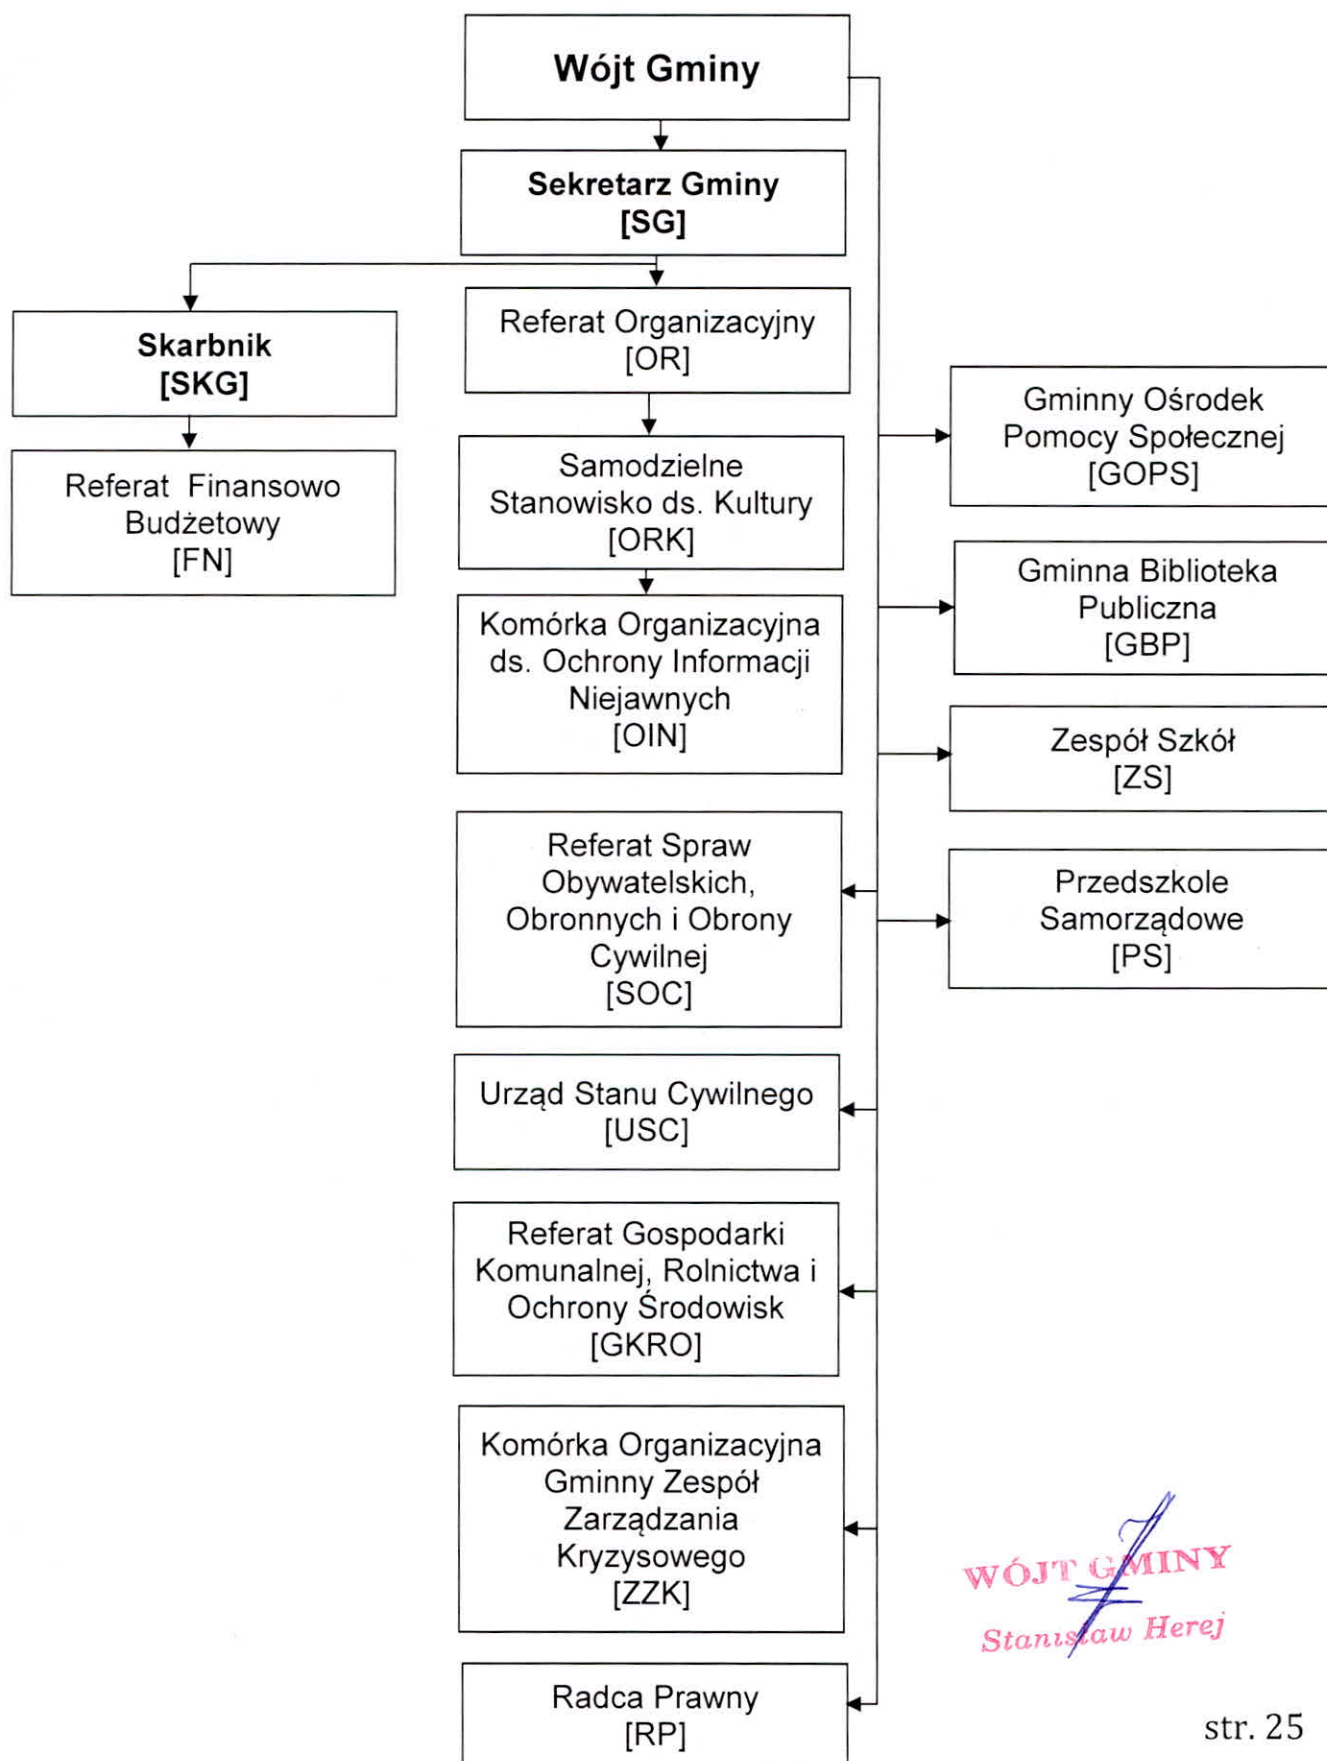 Wójt Gminy
Sekretarz Gminy
[SG]
Skarbnik
[SKG]
Referat Finansowo
Budżetowy
[FN]
Referat Organizacyjny
[OR]
Samodzielne
Stanowisko ds. Kultury
[ORK]
Komórka Organizacyjna
ds. Ochrony Informacji
Niejawnych
[OIN]
Referat Spraw
Obywatelskich,
Obronnych i Obrony
Cywilnej
[SOC]
Urząd Stanu Cywilnego
[USC]
Referat Gospodarki
Komunalnej, Rolnictwa i
Ochrony Środowisk
[GKRO]
Komórka Organizacyjna
Gminny Zespół
Zarządzania
Kryzysowego
[ZZK]
Radca Prawny
[RP]
Gminny Ośrodek
Pomocy Społecznej
[GOPS]
Gminna Biblioteka
Publiczna
[GBP]
Zespół Szkół
[ZS]
Przedszkole
Samorządowe
[PS]
WÓJT GMINY
Stanisław Herej
str. 25